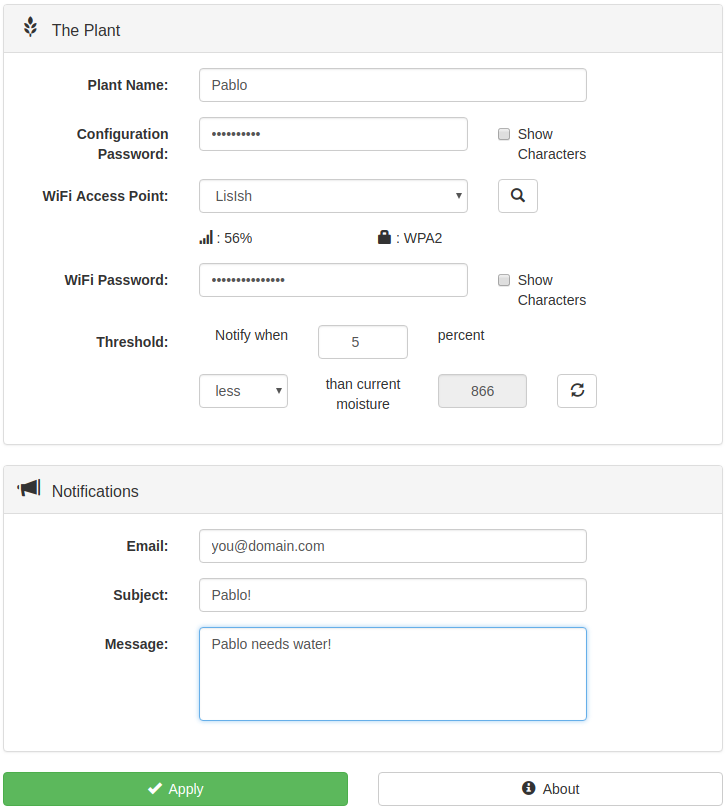 The Plant
Plant Name: Pablo
Configuration Password: •••••••••• Show Characters
WiFi Access Point: LisIsh
: 56% : WPA2
WiFi Password: ••••••••••••••• Show Characters
Threshold: Notify when 5 percent
less than current moisture 866
Notifications
Email: you@domain.com
Subject: Pablo!
Message: Pablo needs water!
Apply About